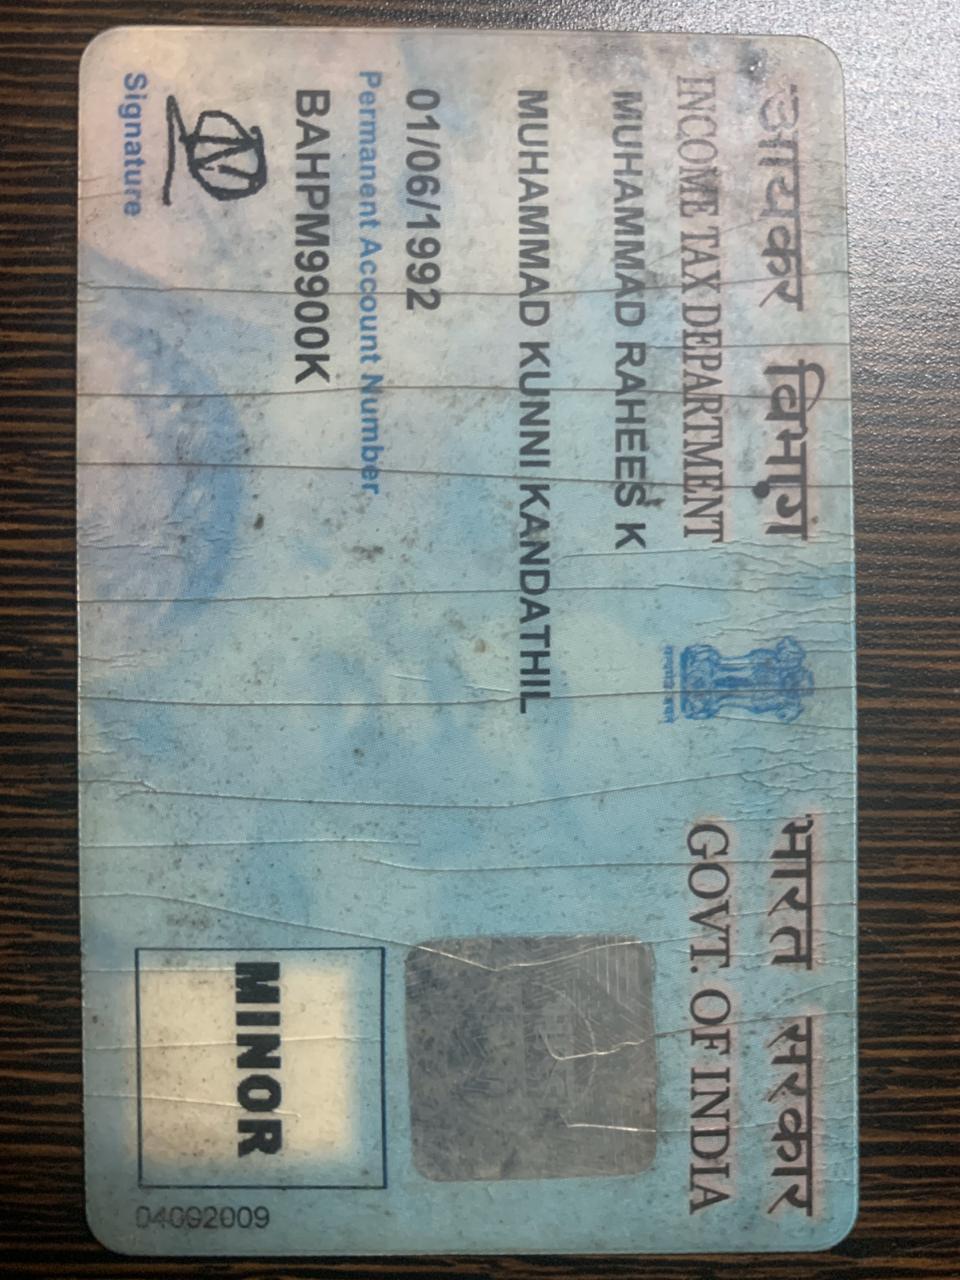 आयकर विभाग
भारत सरकार
INCOME TAX DEPARTMENT
GOVT. OF INDIA
सत्यमेव जयते
MUHAMMAD RAHEES K
MUHAMMAD KUNNI KANDATHIL
01/06/1992
Permanent Account Number
BAHPM9900K
Signature
MINOR
04092009